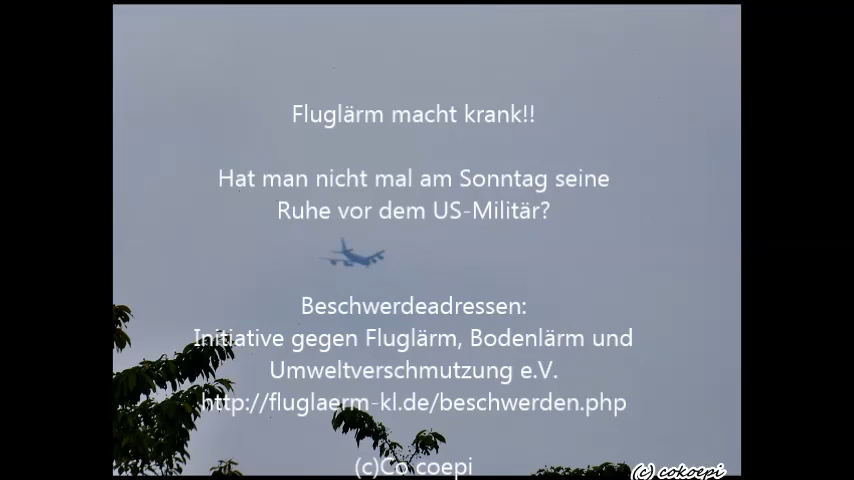 Fluglärm macht krank!!
Hat man nicht mal am Sonntag seine
Ruhe vor dem US-Militär?
Beschwerdeadressen:
Initiative gegen Fluglärm, Bodenlärm und
Umweltverschmutzung e.V.
http://fluglaerm-kl.de/beschwerden.php
(c)Co coepi
(c) cokoepi